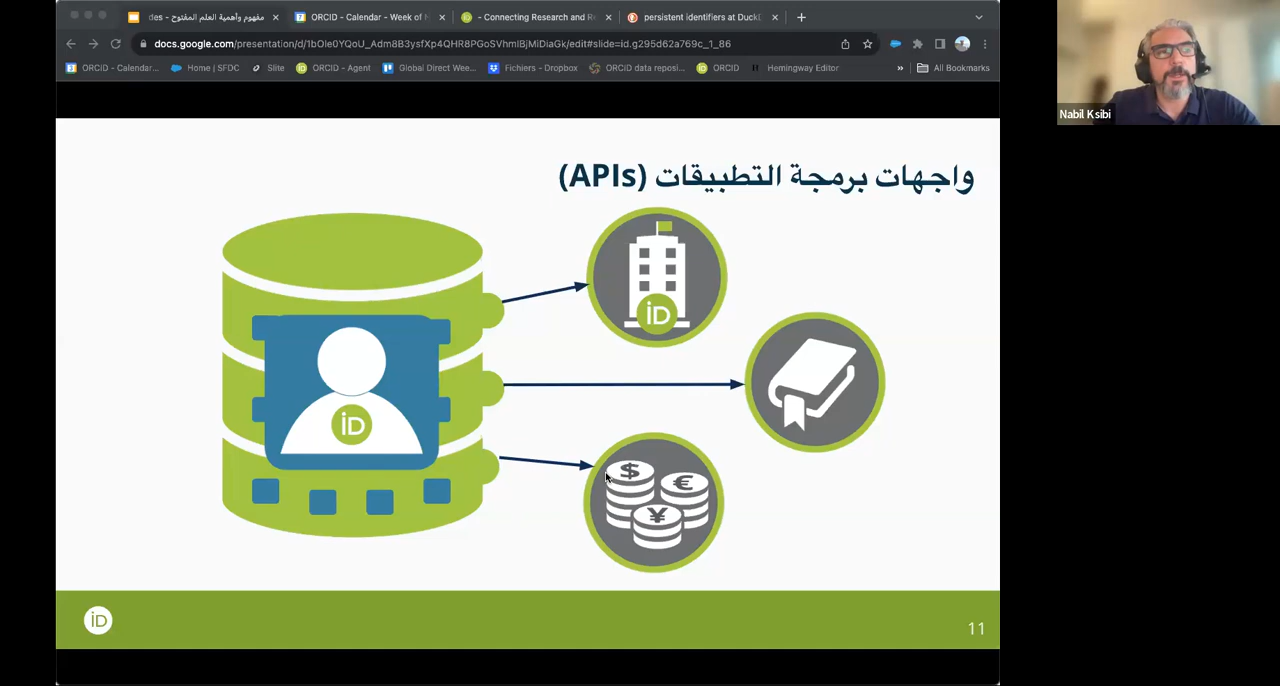 des - مفهوم وأهمية العلم المفتوح
ORCID - Calendar - Week of
- Connecting Research and R
persistent identifiers at Duck
docs.google.com/presentation/d/1bOle0YQoU_Adm8B3ysfXp4QHR8PGoSVhmlBjMiDiaGk/edit#slide=id.g295d62a769c_1_86
ORCID - Calendar...
Home | SFDC
Slite
ORCID - Agent
Global Direct Wee...
Fichiers - Dropbox
ORCID data reposi...
ORCID
Hemingway Editor
»
All Bookmarks
Nabil Ksibi
واجهات برمجة التطبيقات (APIs)
iD
iD
$
€
¥
iD
11